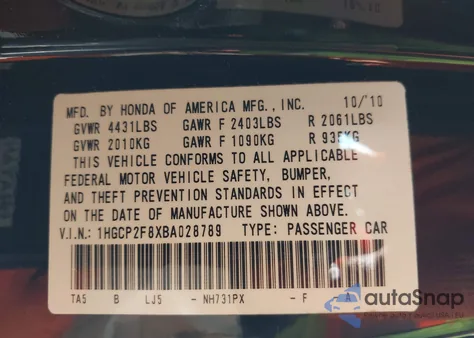 MFD. BY HONDA OF AMERICA MFG., INC. 10/'10
GVWR 4431LBS GAWR F 2403LBS R 2061LBS
GVWR 2010KG GAWR F 1090KG R 935KG
THIS VEHICLE CONFORMS TO ALL APPLICABLE
FEDERAL MOTOR VEHICLE SAFETY, BUMPER,
AND THEFT PREVENTION STANDARDS IN EFFECT
ON THE DATE OF MANUFACTURE SHOWN ABOVE.
V.I.N.: 1HGCP2F8XBA028789 TYPE: PASSENGER CAR
TA5 B LJ5 - NH731PX - F A
autoSnap